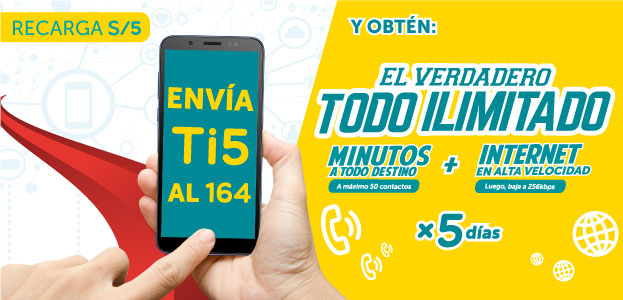 RECARGA S/5
ENVÍA
Ti5
AL 164
Y OBTÉN:
EL VERDADERO
TODO ILIMITADO
MINUTOS
A TODO DESTINO
A máximo 50 contactos
+
INTERNET
EN ALTA VELOCIDAD
Luego, baja a 256kbps
x5 días